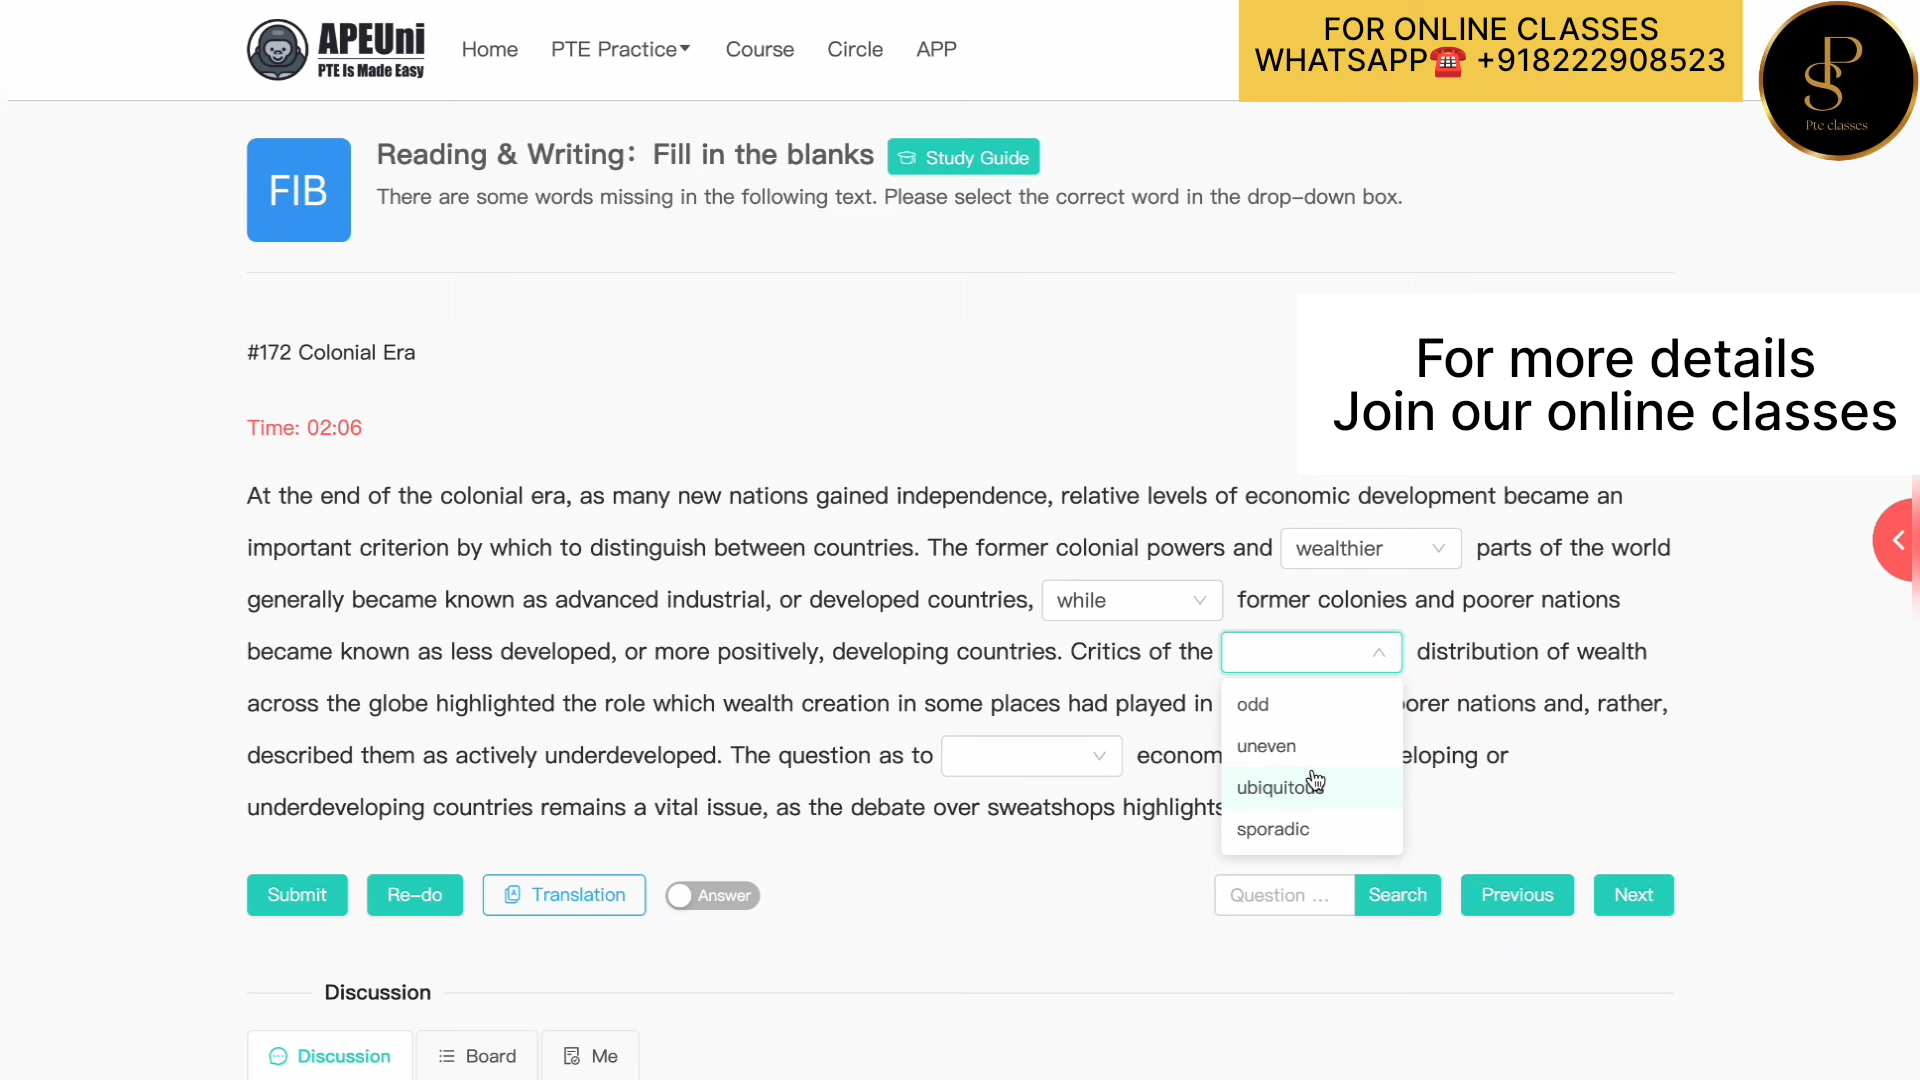 APEUni
PTE Is Made Easy
Home
PTE Practice
Course
Circle
APP
FOR ONLINE CLASSES
WHATSAPP☎️ +918222908523
SP
Pte classes
FIB
Reading & Writing: Fill in the blanks
Study Guide
There are some words missing in the following text. Please select the correct word in the drop-down box.
#172 Colonial Era
For more details
Join our online classes
Time: 02:06
At the end of the colonial era, as many new nations gained independence, relative levels of economic development became an
important criterion by which to distinguish between countries. The former colonial powers and wealthier parts of the world
generally became known as advanced industrial, or developed countries, while former colonies and poorer nations
became known as less developed, or more positively, developing countries. Critics of the distribution of wealth
across the globe highlighted the role which wealth creation in some places had played in orer nations and, rather,
described them as actively underdeveloped. The question as to econom eloping or
underdeveloping countries remains a vital issue, as the debate over sweatshops highlights
odd
uneven
ubiquitous
sporadic
Submit
Re-do
Translation
Answer
Question ...
Search
Previous
Next
Discussion
Discussion
Board
Me